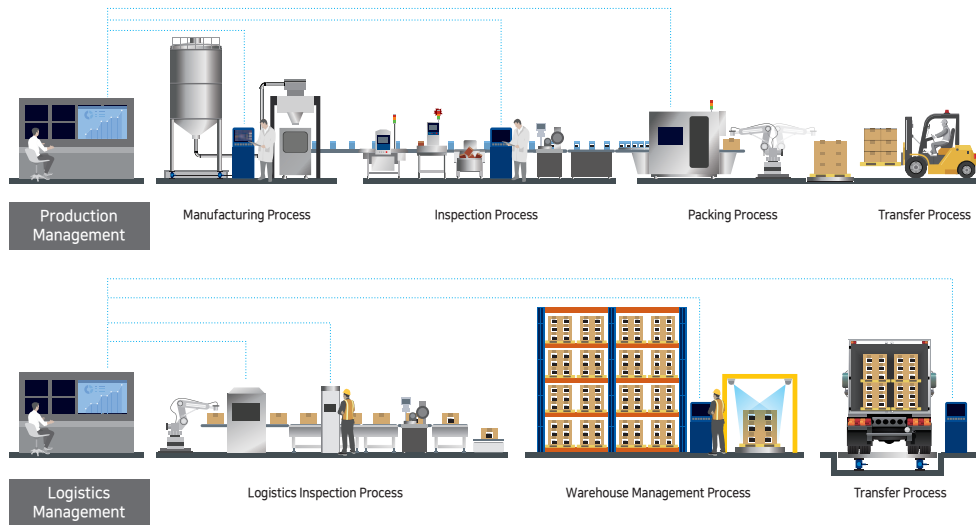 Production
Management
Manufacturing Process
Inspection Process
Packing Process
Transfer Process
Logistics
Management
Logistics Inspection Process
Warehouse Management Process
Transfer Process